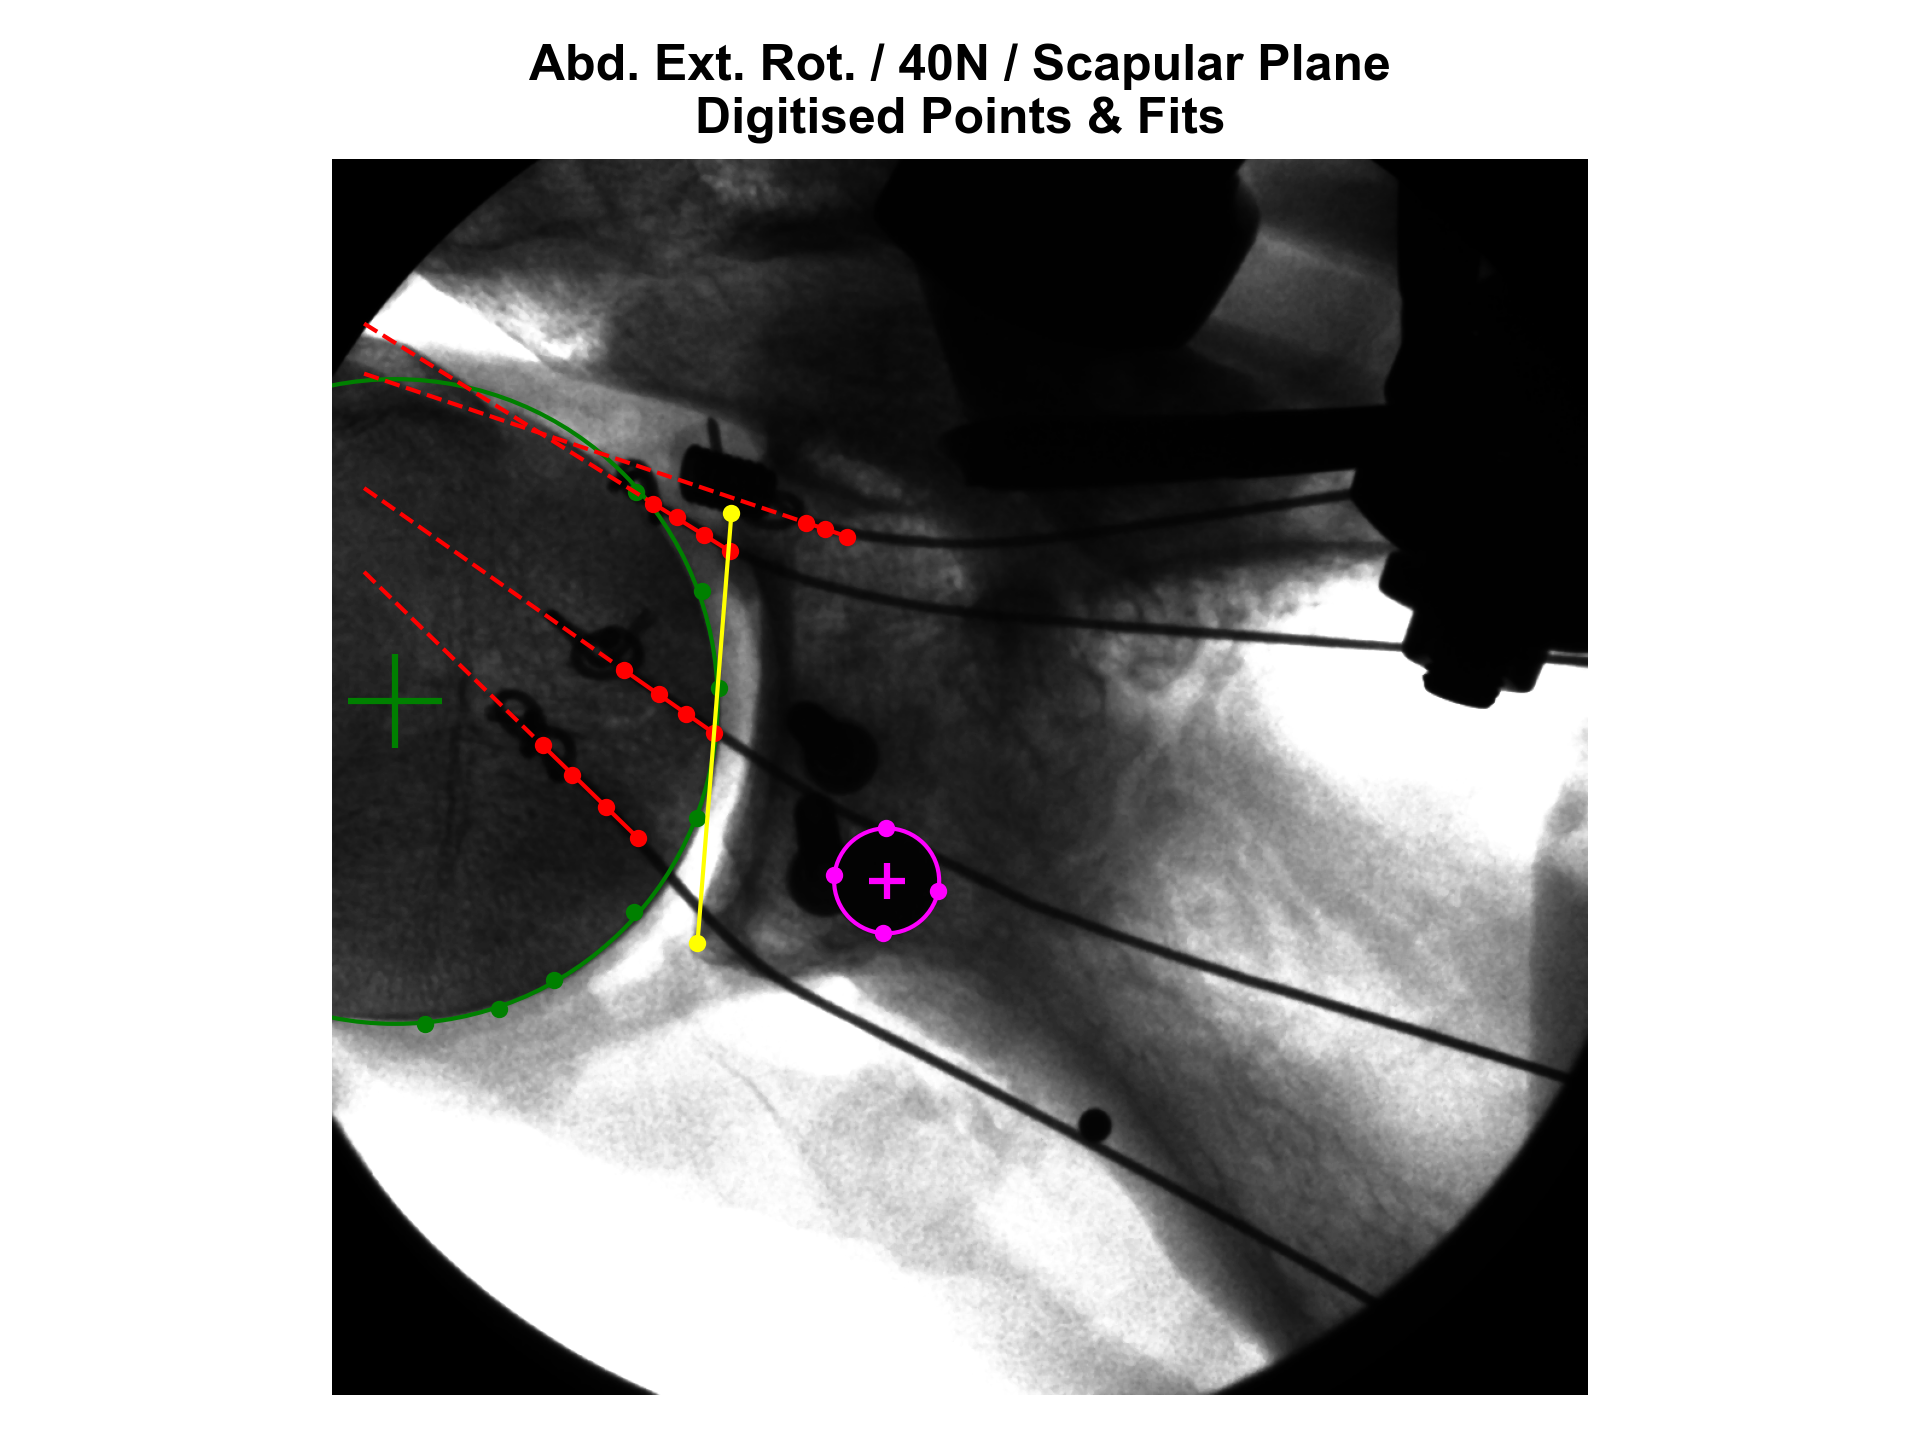 Abd. Ext. Rot. / 40N / Scapular Plane
Digitised Points & Fits